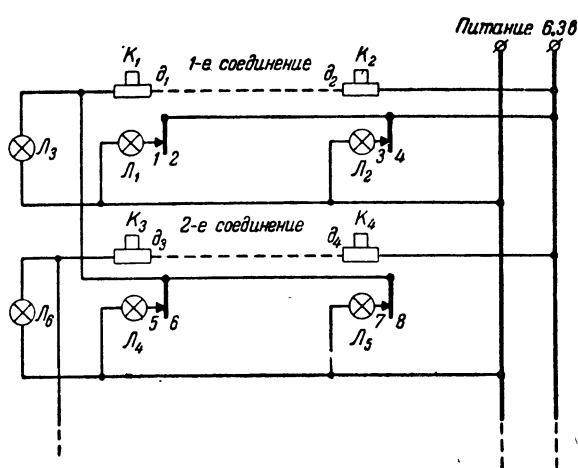 Питание 6,3в
К₁ д₁ 1-е соединение д₂ К₂
Л₃ Л₁ 1 2 Л₂ 3 4
К₃ д₃ 2-е соединение д₄ К₄
Л₆ Л₄ 5 6 Л₅ 7 8